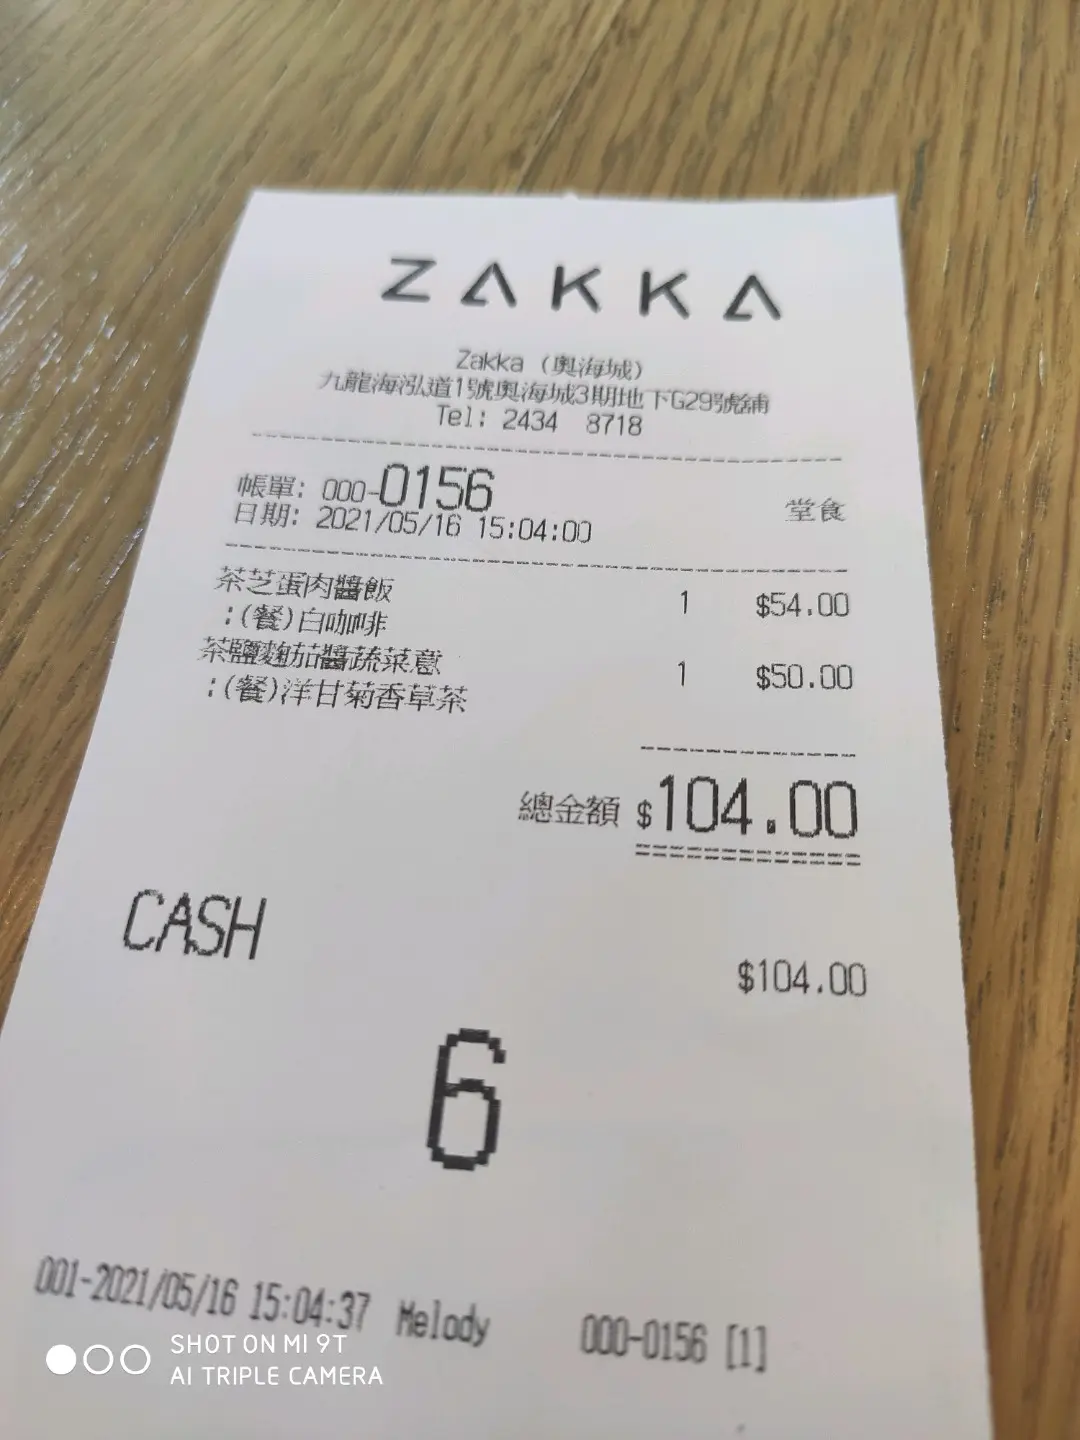 ZAKKA
Zakka (奧海城)
九龍海泓道1號奧海城3期地下G29號舖
Tel: 2434 8718
帳單: 000-0156 堂食
日期: 2021/05/16 15:04:00
茶芝蛋肉醬飯 1 $54.00
:(餐)白咖啡
茶鹽麴茄醬蔬菜意 1 $50.00
:(餐)洋甘菊香草茶
總金額 $104.00
CASH $104.00
6
001-2021/05/16 15:04:37 Melody 000-0156 [1]
SHOT ON MI 9T
AI TRIPLE CAMERA